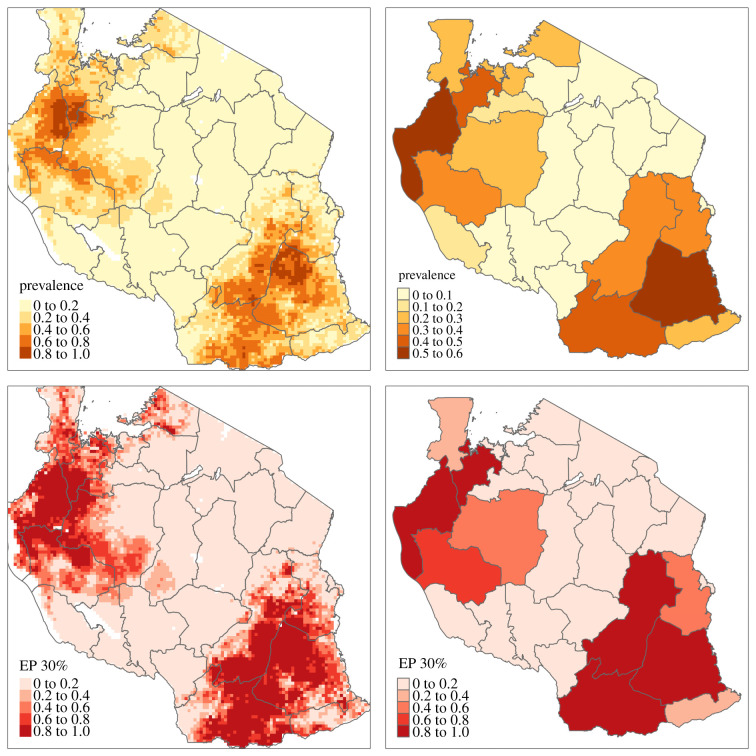 prevalence
0 to 0.2
0.2 to 0.4
0.4 to 0.6
0.6 to 0.8
0.8 to 1.0
prevalence
0 to 0.1
0.1 to 0.2
0.2 to 0.3
0.3 to 0.4
0.4 to 0.5
0.5 to 0.6
EP 30%
0 to 0.2
0.2 to 0.4
0.4 to 0.6
0.6 to 0.8
0.8 to 1.0
EP 30%
0 to 0.2
0.2 to 0.4
0.4 to 0.6
0.6 to 0.8
0.8 to 1.0